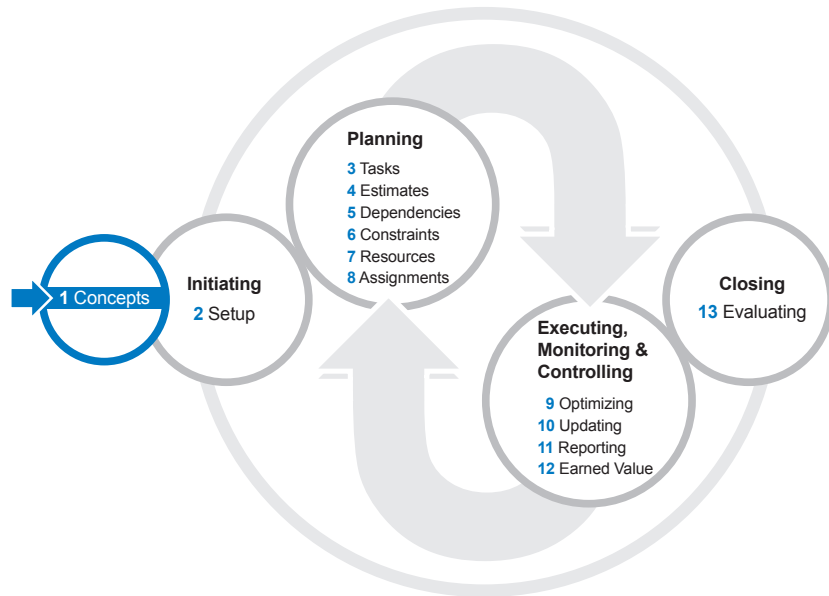 1 Concepts
Initiating
2 Setup
Planning
3 Tasks
4 Estimates
5 Dependencies
6 Constraints
7 Resources
8 Assignments
Executing,
Monitoring &
Controlling
9 Optimizing
10 Updating
11 Reporting
12 Earned Value
Closing
13 Evaluating